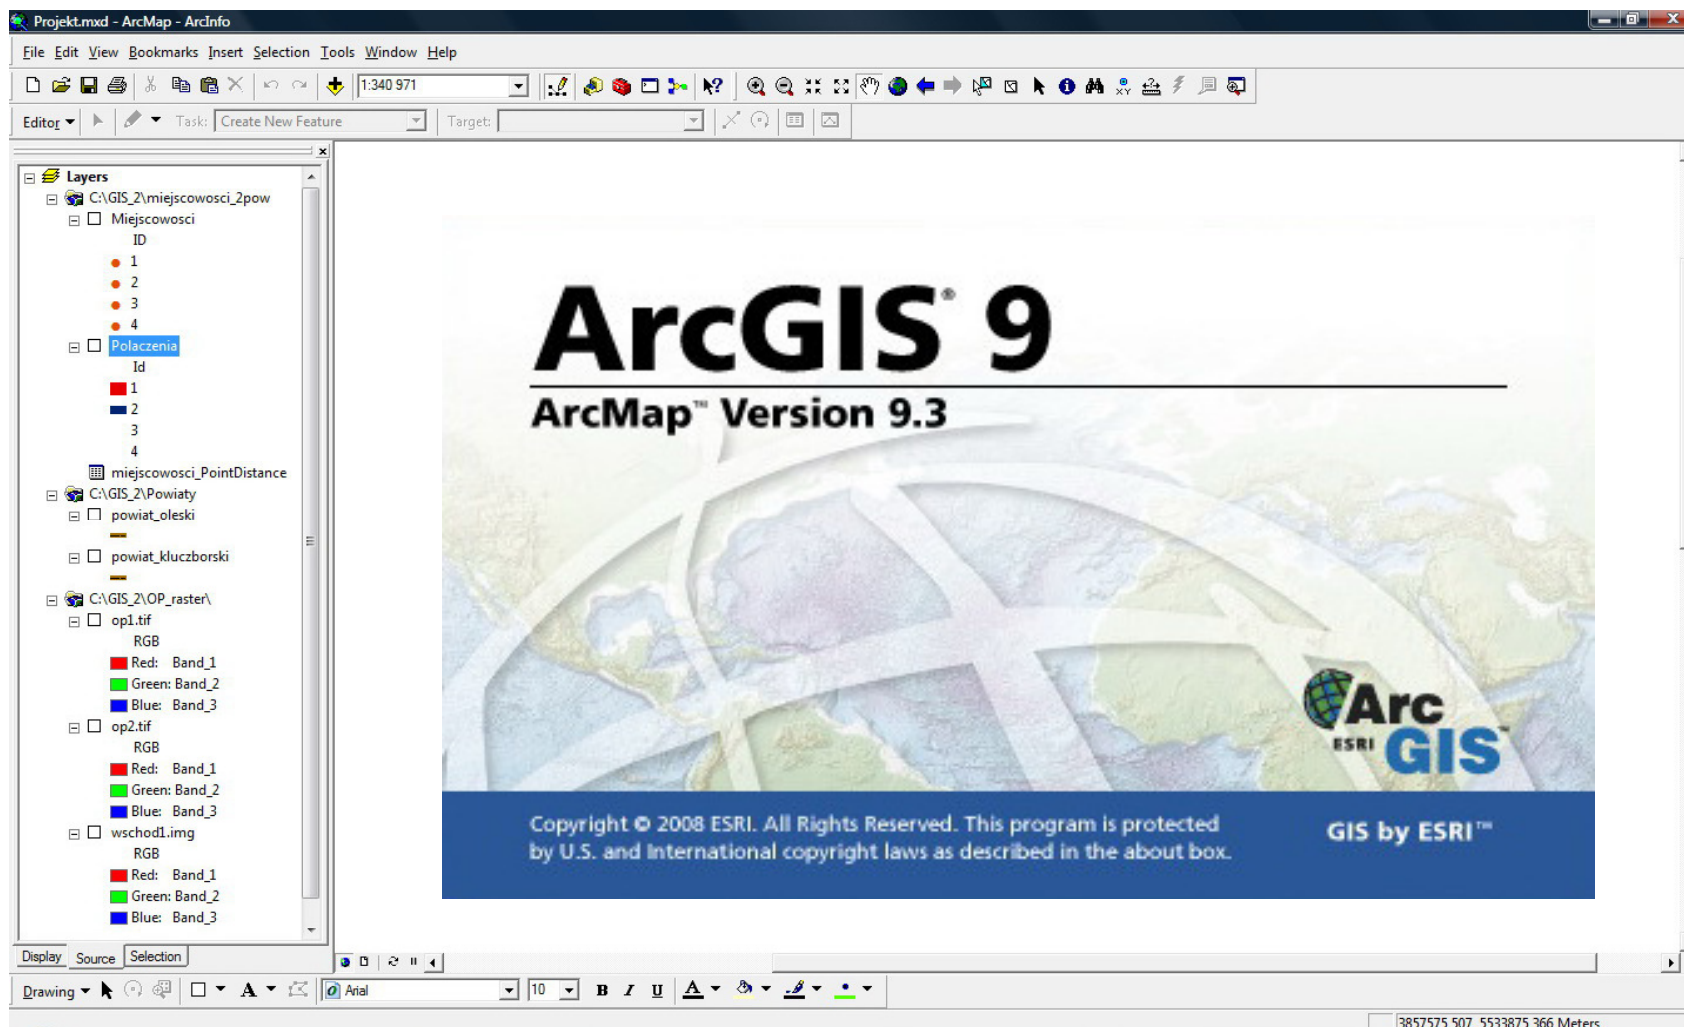 Projekt.mxd - ArcMap - ArcInfo
File Edit View Bookmarks Insert Selection Tools Window Help
1:340 971
Editor Task: Create New Feature Target:
Layers
C:\GIS_2\miejscowosci_2pow
Miejscowosci
ID
1
2
3
4
Polaczenia
Id
1
2
3
4
miejscowosci_PointDistance
C:\GIS_2\Powiaty
powiat_oleski
powiat_kluczborski
C:\GIS_2\OP_raster\
op1.tif
RGB
Red: Band_1
Green: Band_2
Blue: Band_3
op2.tif
RGB
Red: Band_1
Green: Band_2
Blue: Band_3
wschod1.img
RGB
Red: Band_1
Green: Band_2
Blue: Band_3
Display Source Selection
ArcGIS® 9
ArcMap™ Version 9.3
Arc
ESRI GIS™
Copyright © 2008 ESRI. All Rights Reserved. This program is protected
by U.S. and International copyright laws as described in the about box.
GIS by ESRI™
Drawing A Arial 10 B I U A
3857575,507 5533875,366 Meters